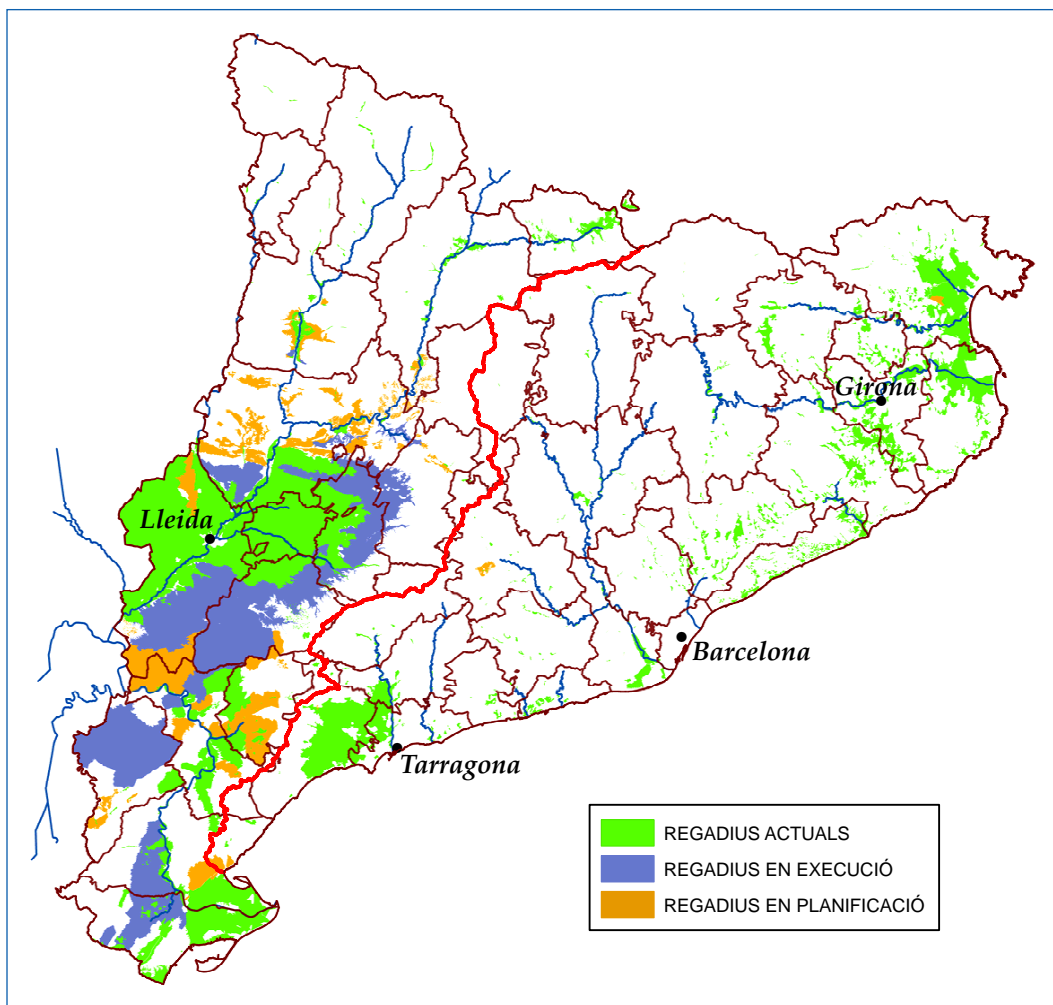 Girona
Lleida
Barcelona
Tarragona
REGADIUS ACTUALS
REGADIUS EN EXECUCIÓ
REGADIUS EN PLANIFICACIÓ